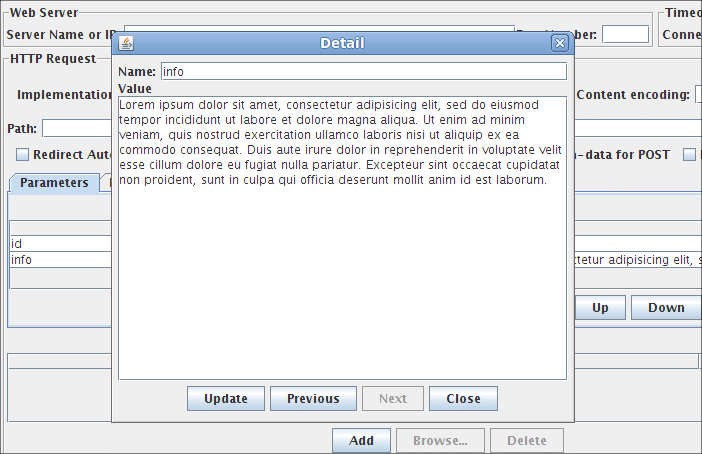 Web Server
Timeo
Server Name or IP
Number:
Conne
Detail
HTTP Request
Name: info
Value
Implementation
Content encoding:
Lorem ipsum dolor sit amet, consectetur adipisicing elit, sed do eiusmod
tempor incididunt ut labore et dolore magna aliqua. Ut enim ad minim
veniam, quis nostrud exercitation ullamco laboris nisi ut aliquip ex ea
commodo consequat. Duis aute irure dolor in reprehenderit in voluptate velit
esse cillum dolore eu fugiat nulla pariatur. Excepteur sint occaecat cupidatat
non proident, sunt in culpa qui officia deserunt mollit anim id est laborum.
Path:
Redirect Auto
-data for POST
Parameters
id
info
ctetur adipisicing elit, s
Up Down
Update Previous Next Close
Add Browse... Delete